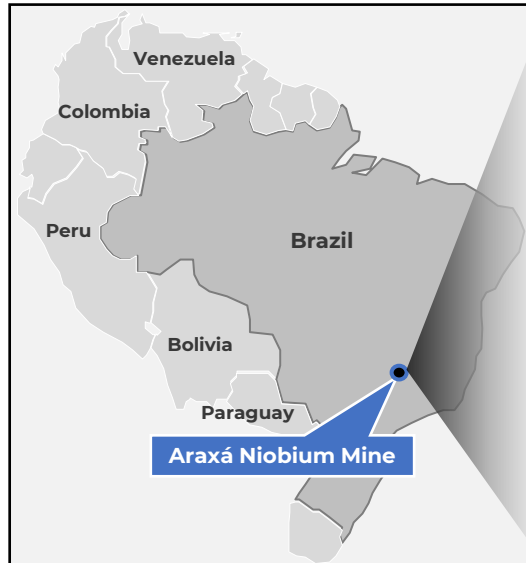 Venezuela
Colombia
Peru
Brazil
Bolivia
Paraguay
Araxá Niobium Mine